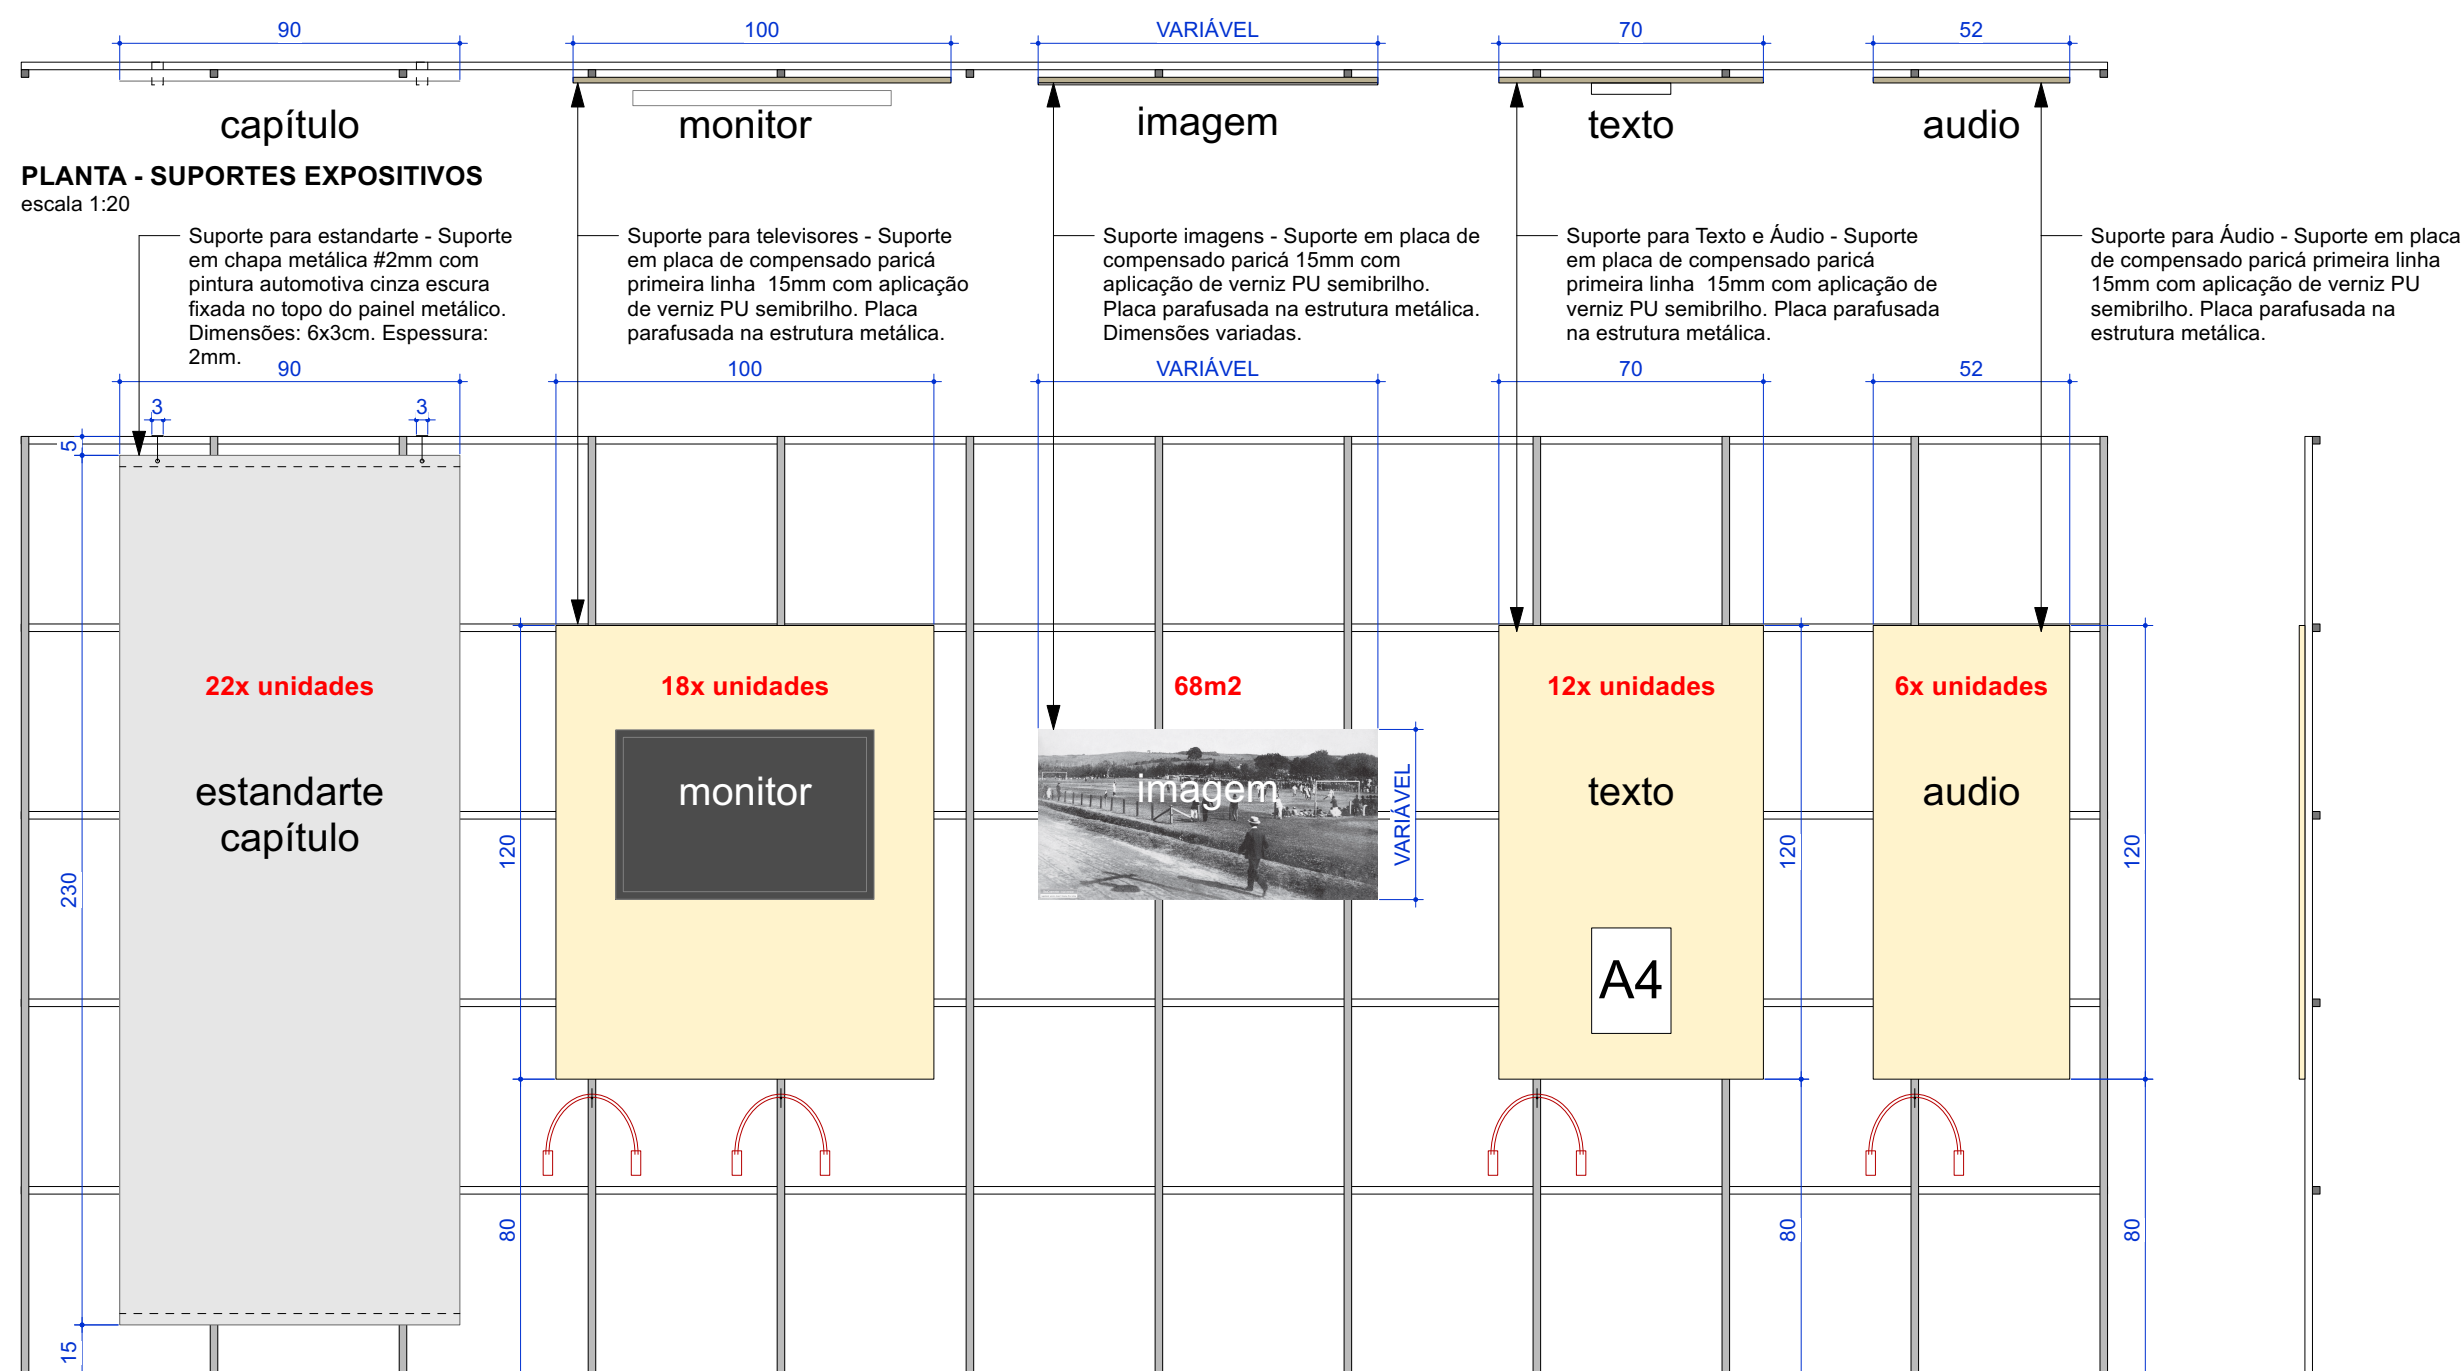 90
100
VARIÁVEL
70
52
capítulo
monitor
imagem
texto
audio
PLANTA - SUPORTES EXPOSITIVOS
escala 1:20
Suporte para estandarte - Suporte
em chapa metálica #2mm com
pintura automotiva cinza escura
fixada no topo do painel metálico.
Dimensões: 6x3cm. Espessura:
2mm.
Suporte para televisores - Suporte
em placa de compensado paricá
primeira linha  15mm com aplicação
de verniz PU semibrilho. Placa
parafusada na estrutura metálica.
Suporte imagens - Suporte em placa de
compensado paricá 15mm com
aplicação de verniz PU semibrilho.
Placa parafusada na estrutura metálica.
Dimensões variadas.
Suporte para Texto e Áudio - Suporte
em placa de compensado paricá
primeira linha  15mm com aplicação de
verniz PU semibrilho. Placa parafusada
na estrutura metálica.
Suporte para Áudio - Suporte em placa
de compensado paricá primeira linha
15mm com aplicação de verniz PU
semibrilho. Placa parafusada na
estrutura metálica.
90
100
VARIÁVEL
70
52
3
3
5
22x unidades
18x unidades
68m2
12x unidades
6x unidades
estandarte
capítulo
monitor
imagem
texto
audio
VARIÁVEL
230
120
120
120
A4
80
80
80
15